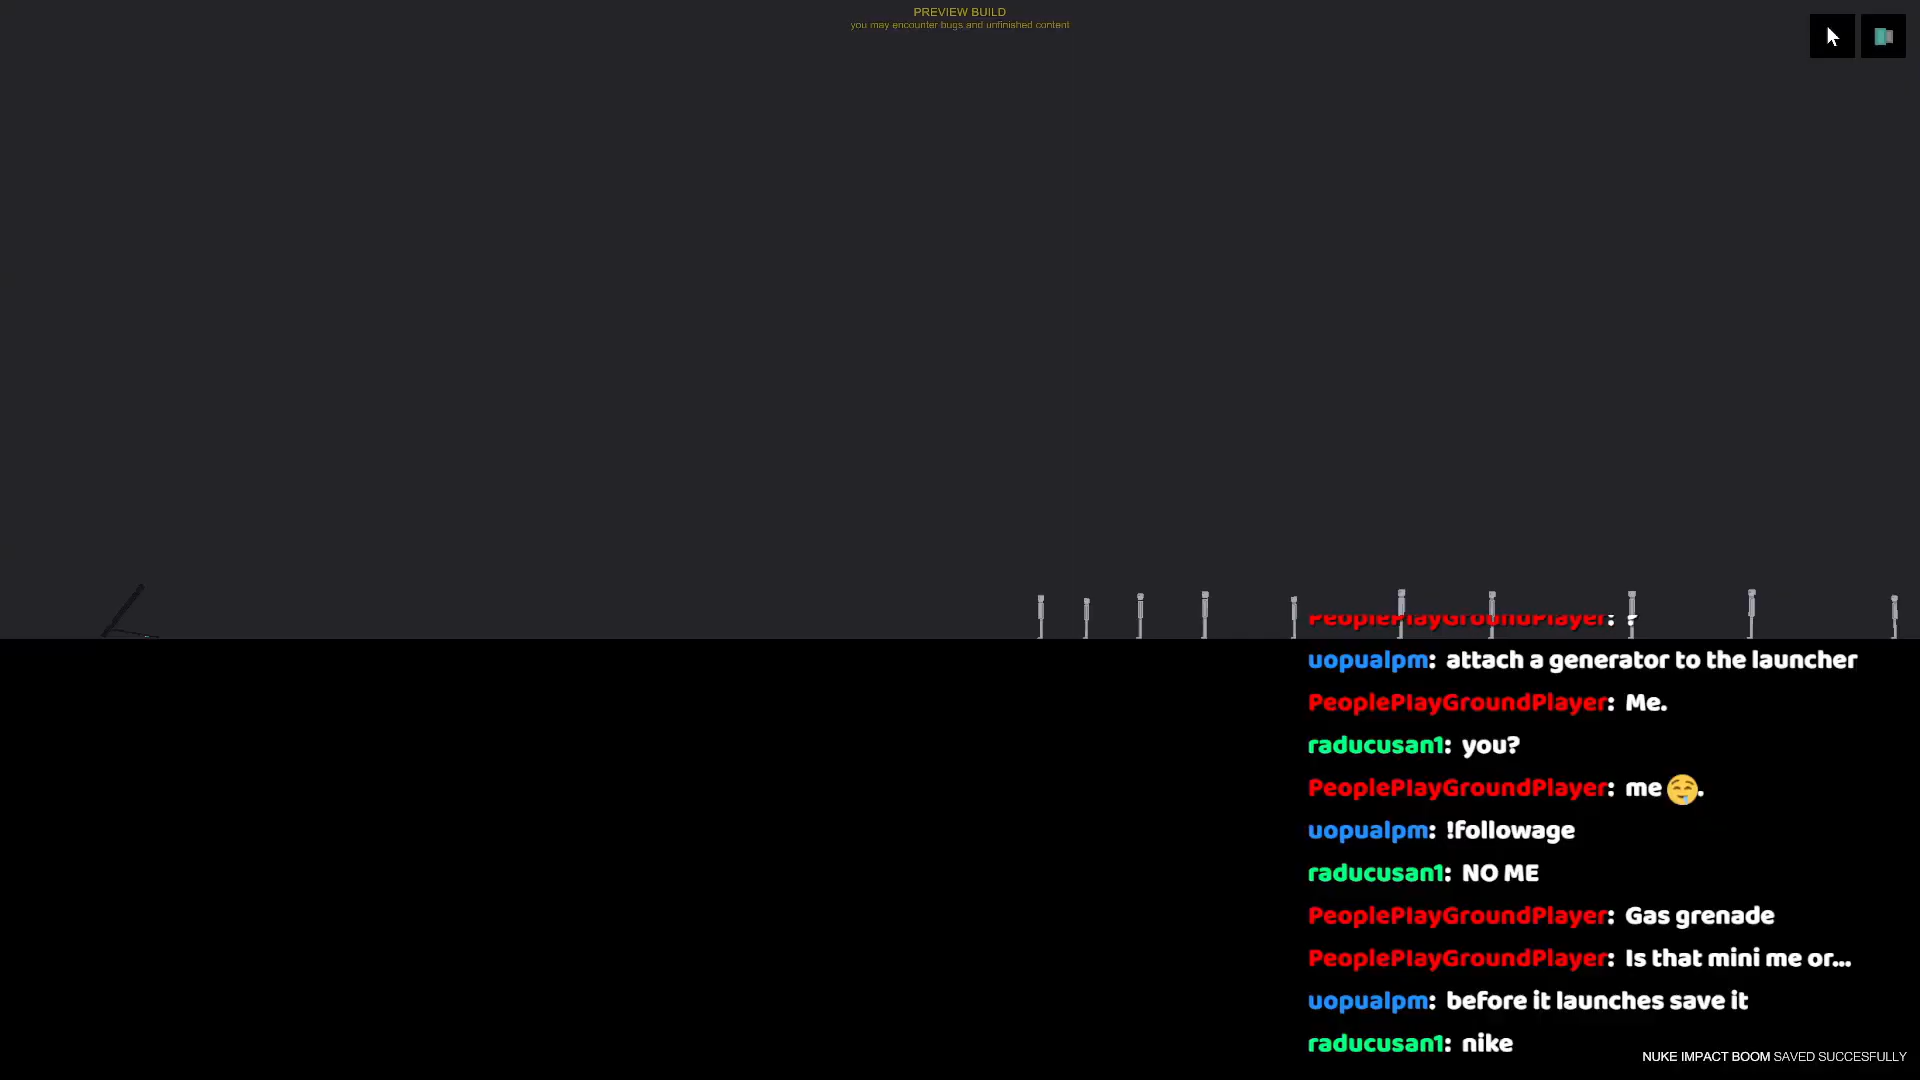 PREVIEW BUILD
you may encounter bugs and unfinished content
PeoplePlayGroundPlayer: ?
uopualpm: attach a generator to the launcher
PeoplePlayGroundPlayer: Me.
raducusan1: you?
PeoplePlayGroundPlayer: me 🤤.
uopualpm: !followage
raducusan1: NO ME
PeoplePlayGroundPlayer: Gas grenade
PeoplePlayGroundPlayer: Is that mini me or...
uopualpm: before it launches save it
raducusan1: nike
NUKE IMPACT BOOM SAVED SUCCESFULLY